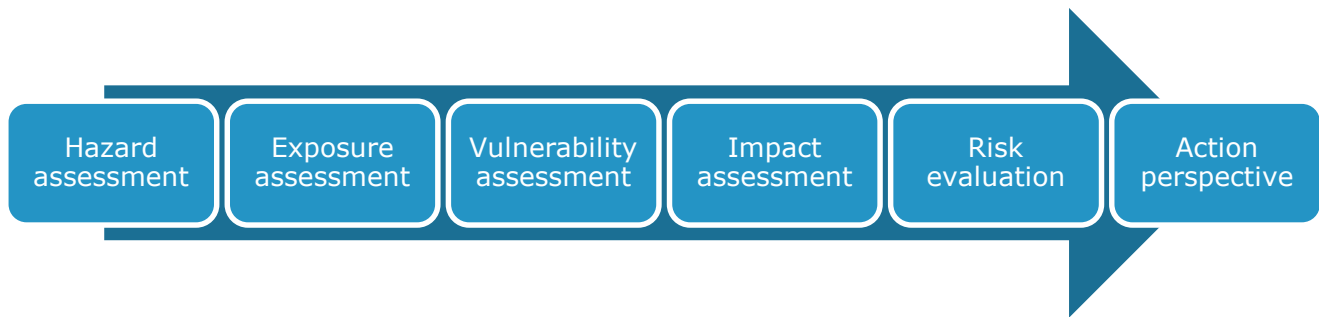 Hazard
assessment
Exposure
assessment
Vulnerability
assessment
Impact
assessment
Risk
evaluation
Action
perspective